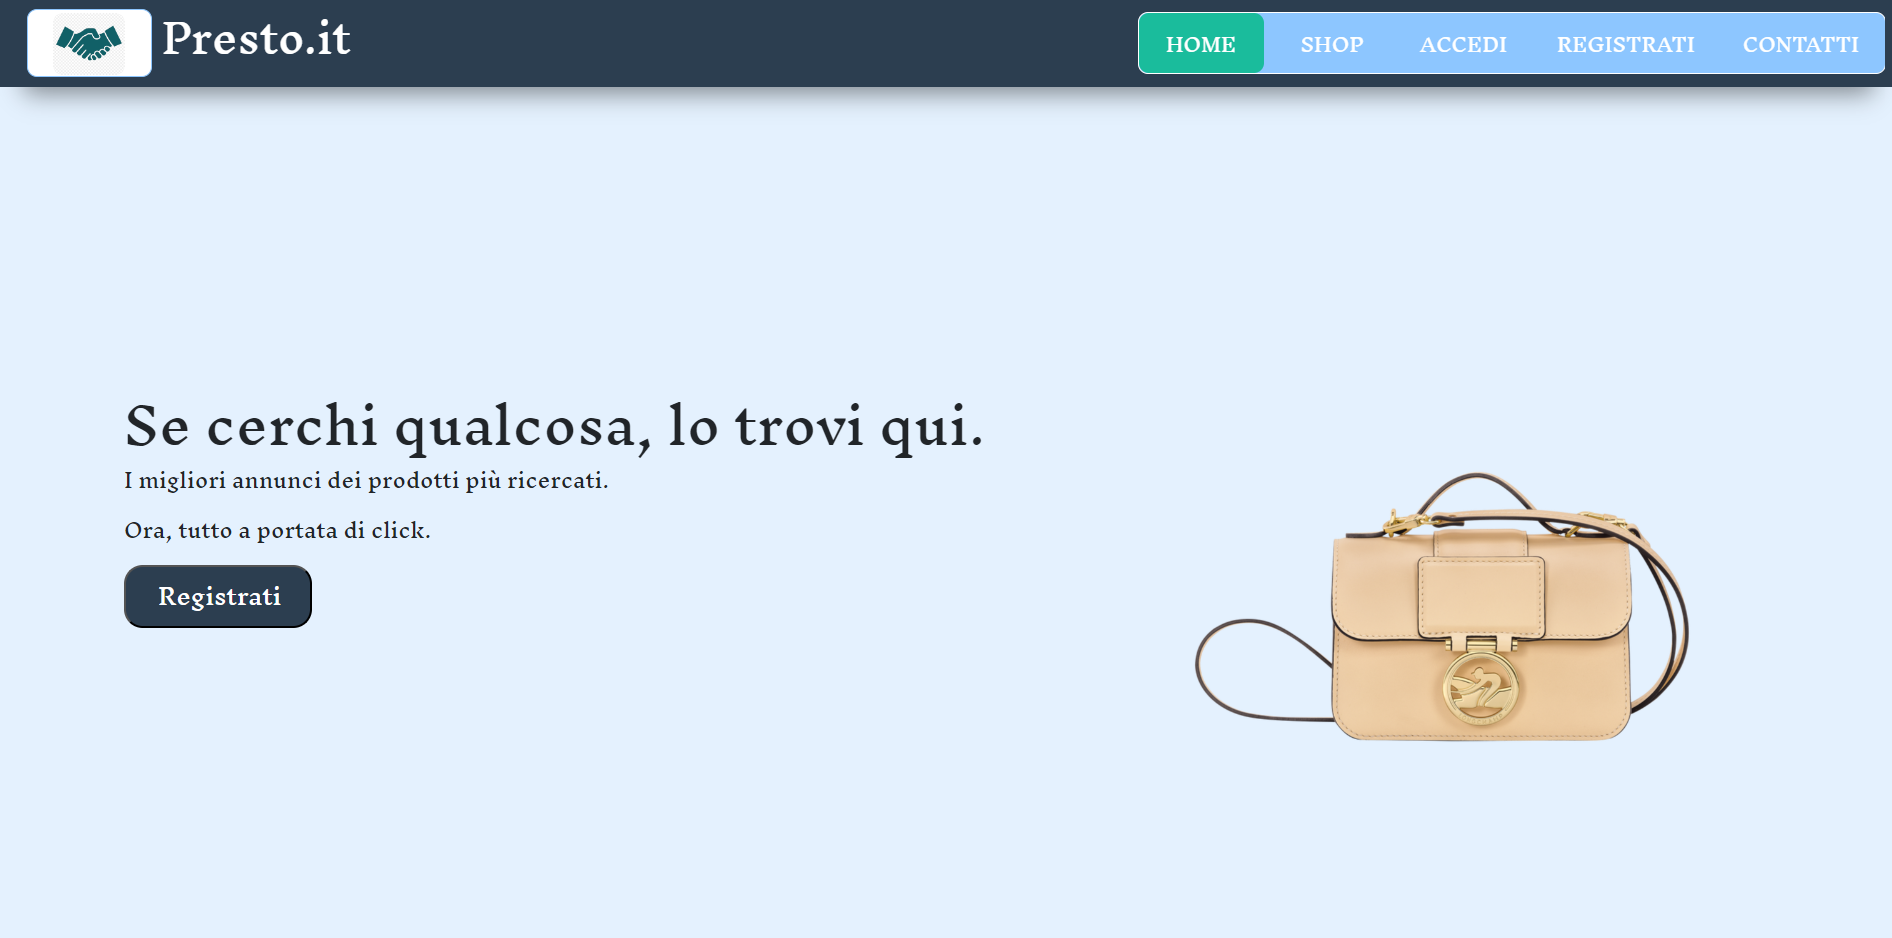 Presto.it
HOME SHOP ACCEDI REGISTRATI CONTATTI
Se cerchi qualcosa, lo trovi qui.
I migliori annunci dei prodotti più ricercati.
Ora, tutto a portata di click.
Registrati